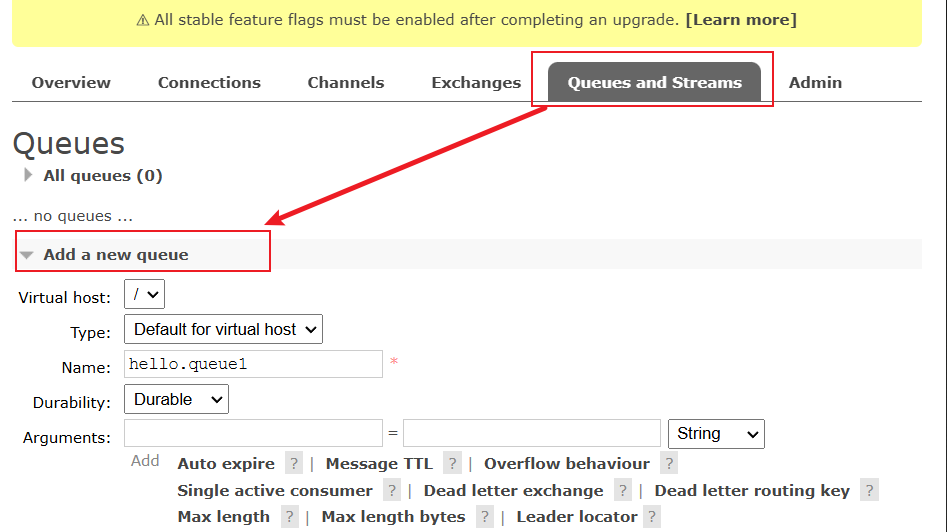 ⚠ All stable feature flags must be enabled after completing an upgrade. [Learn more]
Overview Connections Channels Exchanges Queues and Streams Admin
Queues
All queues (0)
... no queues ...
Add a new queue
Virtual host: /
Type: Default for virtual host
Name: hello.queue1 *
Durability: Durable
Arguments: = String
Add Auto expire ? | Message TTL ? | Overflow behaviour ?
Single active consumer ? | Dead letter exchange ? | Dead letter routing key ?
Max length ? | Max length bytes ? | Leader locator ?